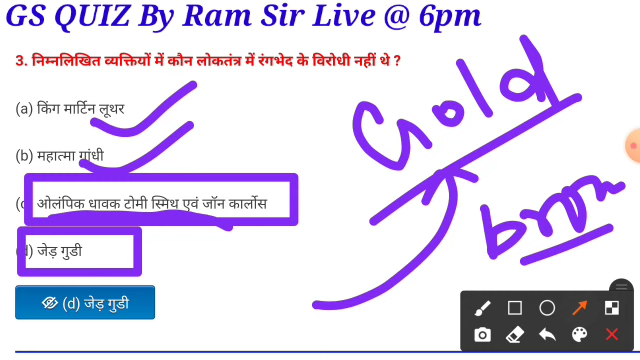 GS QUIZ By Ram Sir Live @ 6pm
3. निम्नलिखित व्यक्तियों में कौन लोकतंत्र में रंगभेद के विरोधी नहीं थे ?
(a) किंग मार्टिन लूथर
(b) महात्मा गांधी
(c) ओलंपिक धावक टोमी स्मिथ एवं जॉन कार्लोस
(d) जेड़ गुडी
(d) जेड़ गुडी
Gold